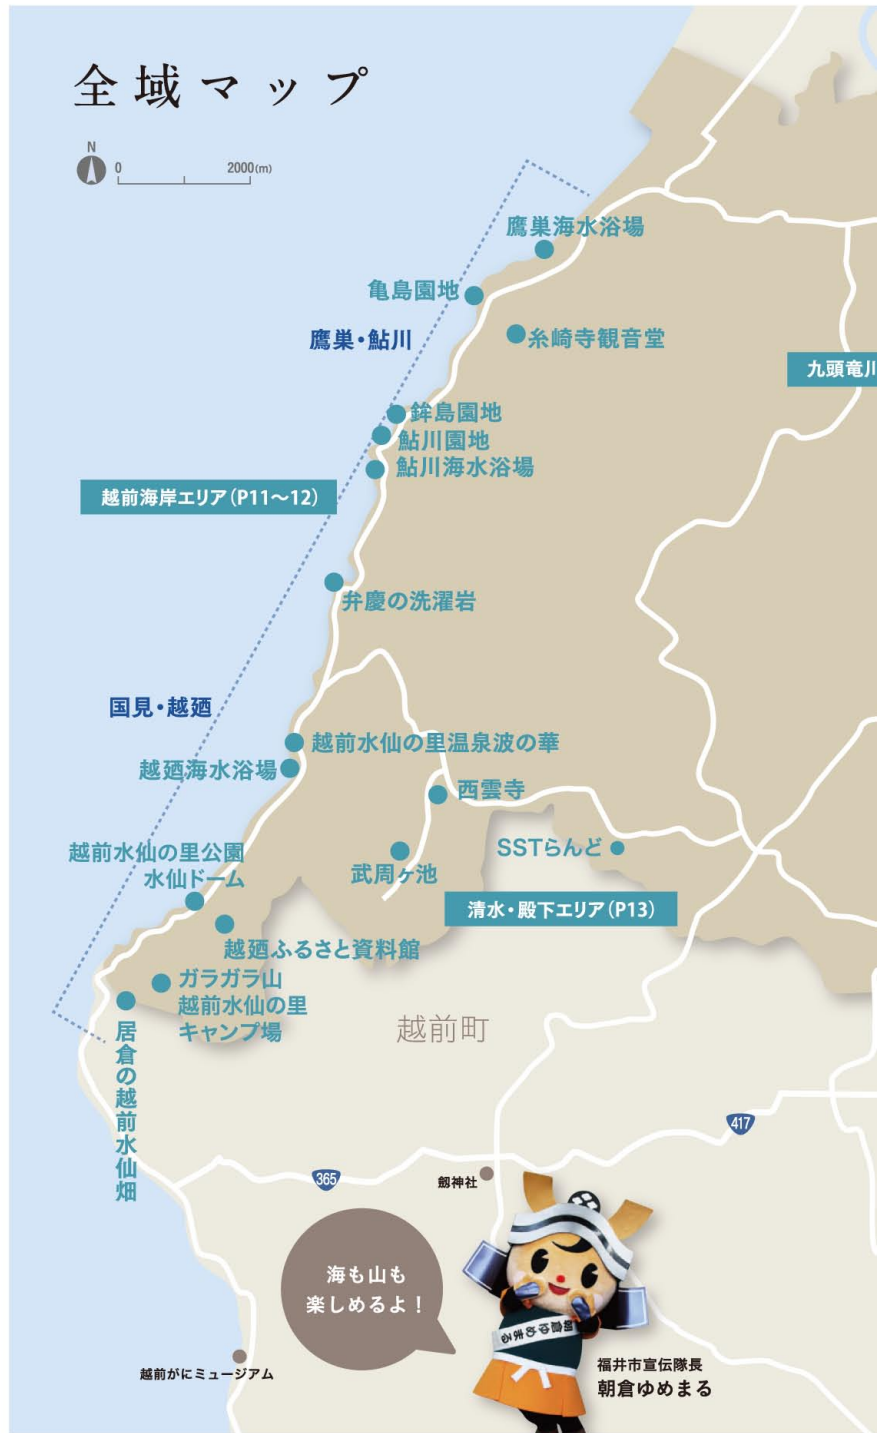 全域マップ
N
0 2000(m)
鷹巣海水浴場
亀島園地
鷹巣・鮎川
糸崎寺観音堂
九頭竜川
鉾島園地
鮎川園地
鮎川海水浴場
越前海岸エリア(P11〜12)
弁慶の洗濯岩
国見・越廼
越前水仙の里温泉波の華
越廼海水浴場
西雲寺
越前水仙の里公園
水仙ドーム
武周ヶ池
SSTらんど
清水・殿下エリア(P13)
越廼ふるさと資料館
ガラガラ山
越前水仙の里
キャンプ場
居倉の越前水仙畑
越前町
417
365
劔神社
海も山も
楽しめるよ！
朝倉ゆめまる
越前がにミュージアム
福井市宣伝隊長
朝倉ゆめまる